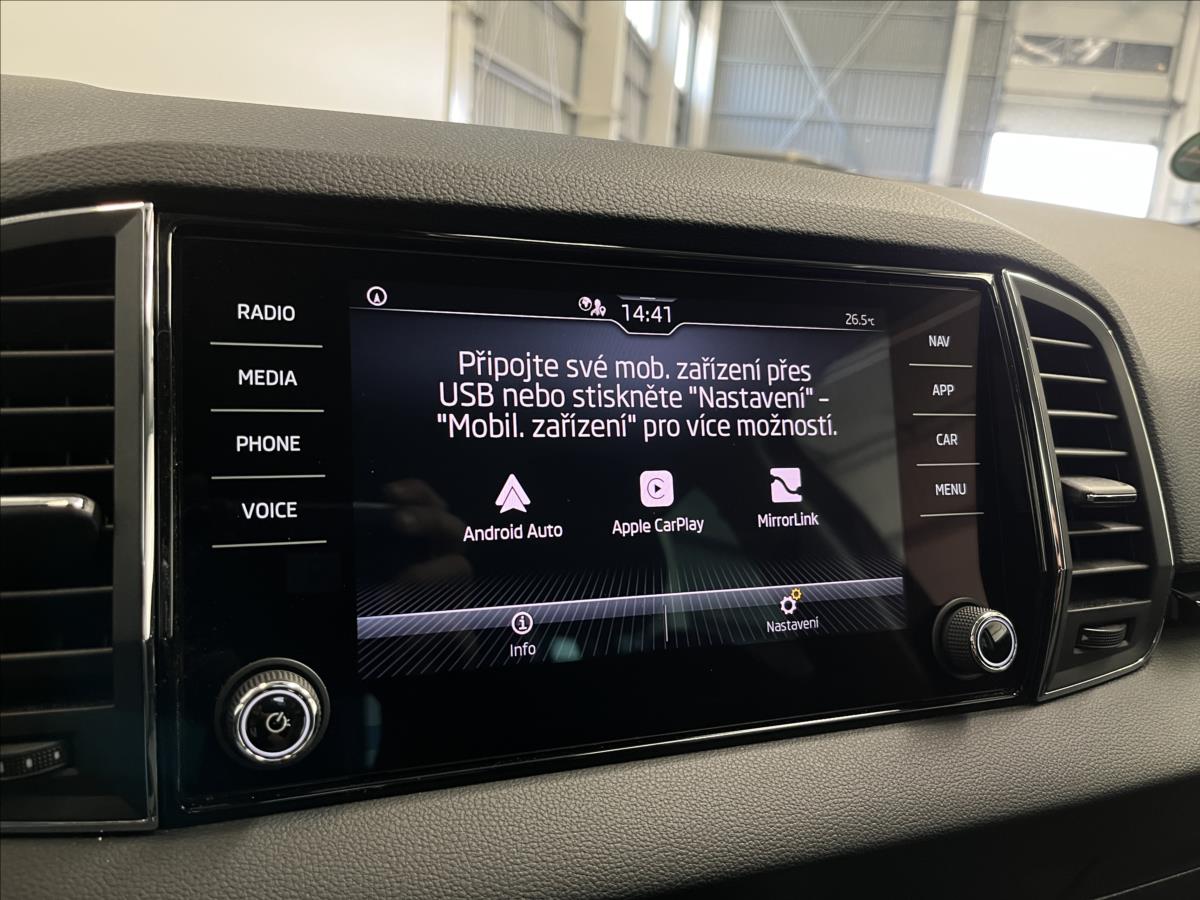 RADIO
MEDIA
PHONE
VOICE
14:41
26.5°C
Připojte své mob. zařízení přes
USB nebo stiskněte "Nastavení" –
"Mobil. zařízení" pro více možností.
Android Auto
Apple CarPlay
MirrorLink
Info
Nastavení
NAV
APP
CAR
MENU